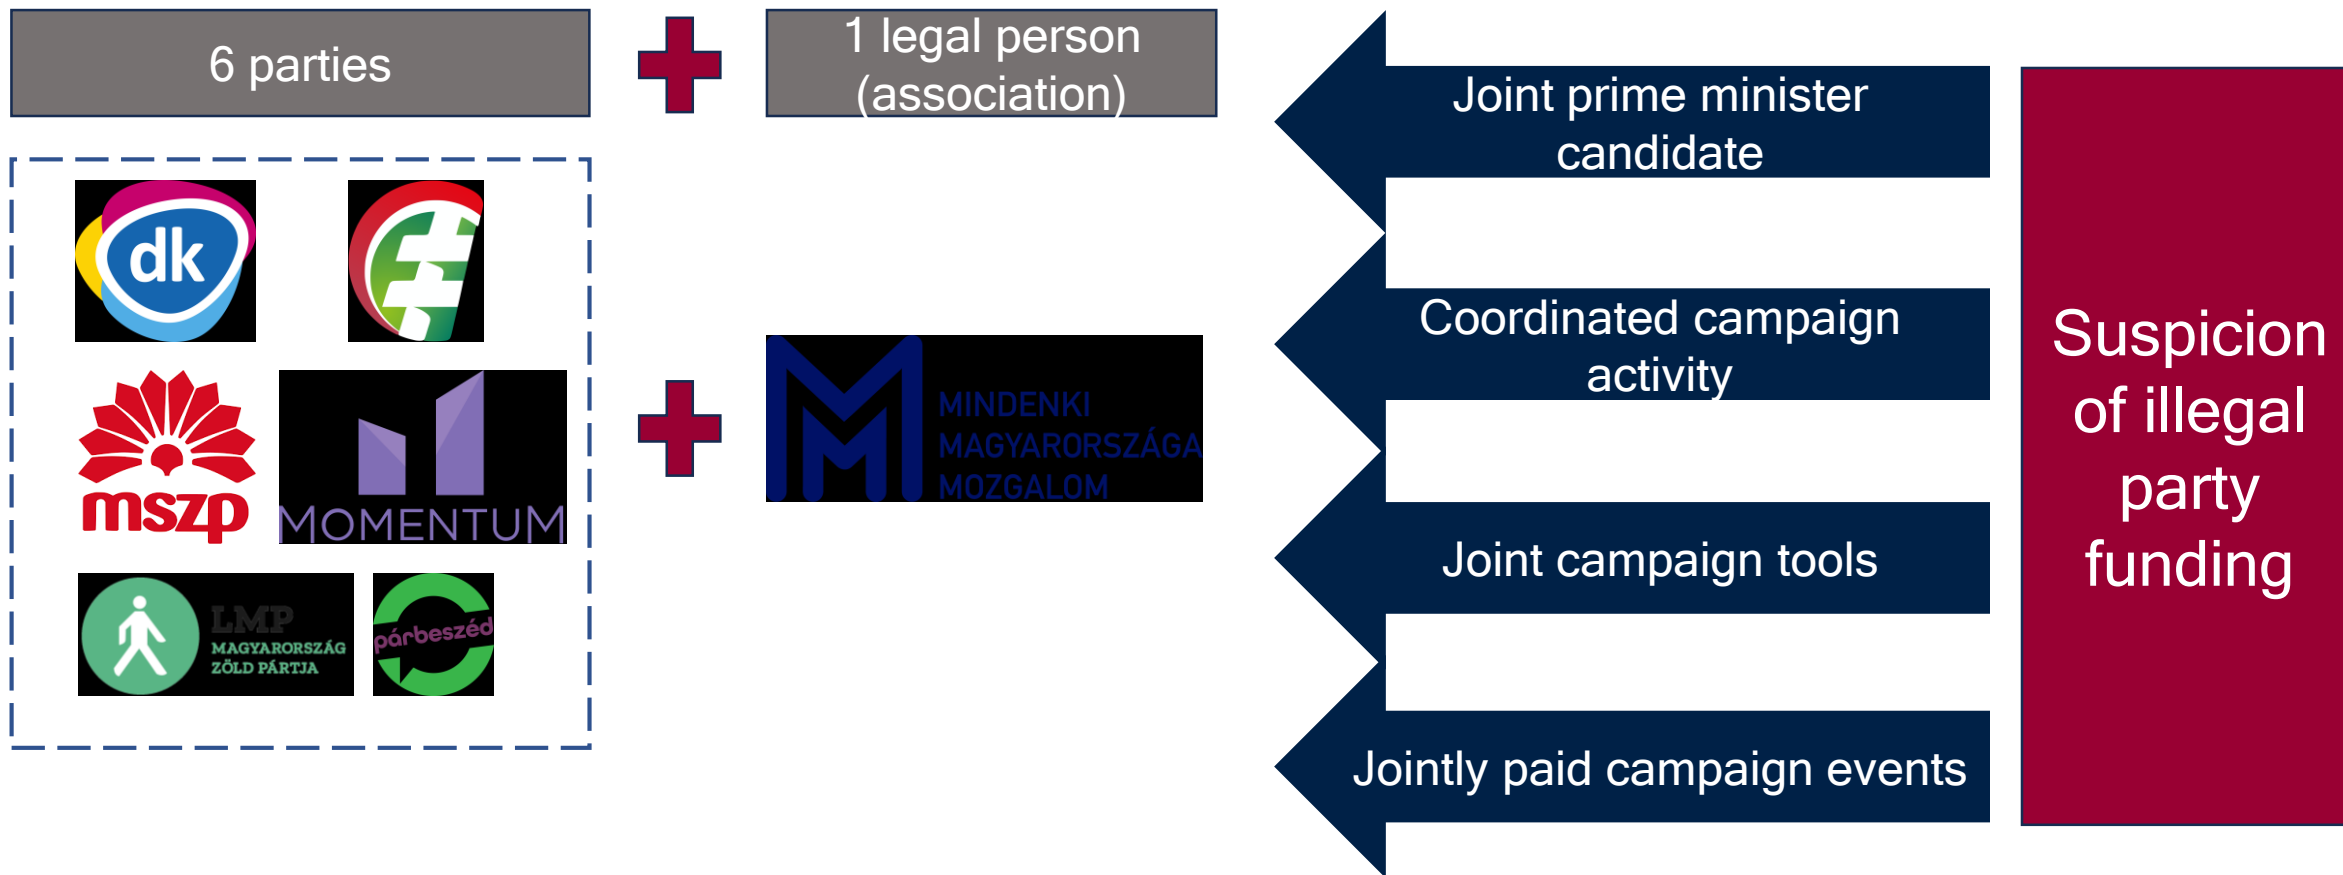 6 parties
1 legal person
(association)
dk
mszp
MOMENTUM
LMP
MAGYARORSZÁG
ZÖLD PÁRTJA
párbeszéd
MINDENKI
MAGYARORSZÁGA
MOZGALOM
Joint prime minister
candidate
Coordinated campaign
activity
Joint campaign tools
Jointly paid campaign events
Suspicion
of illegal
party
funding